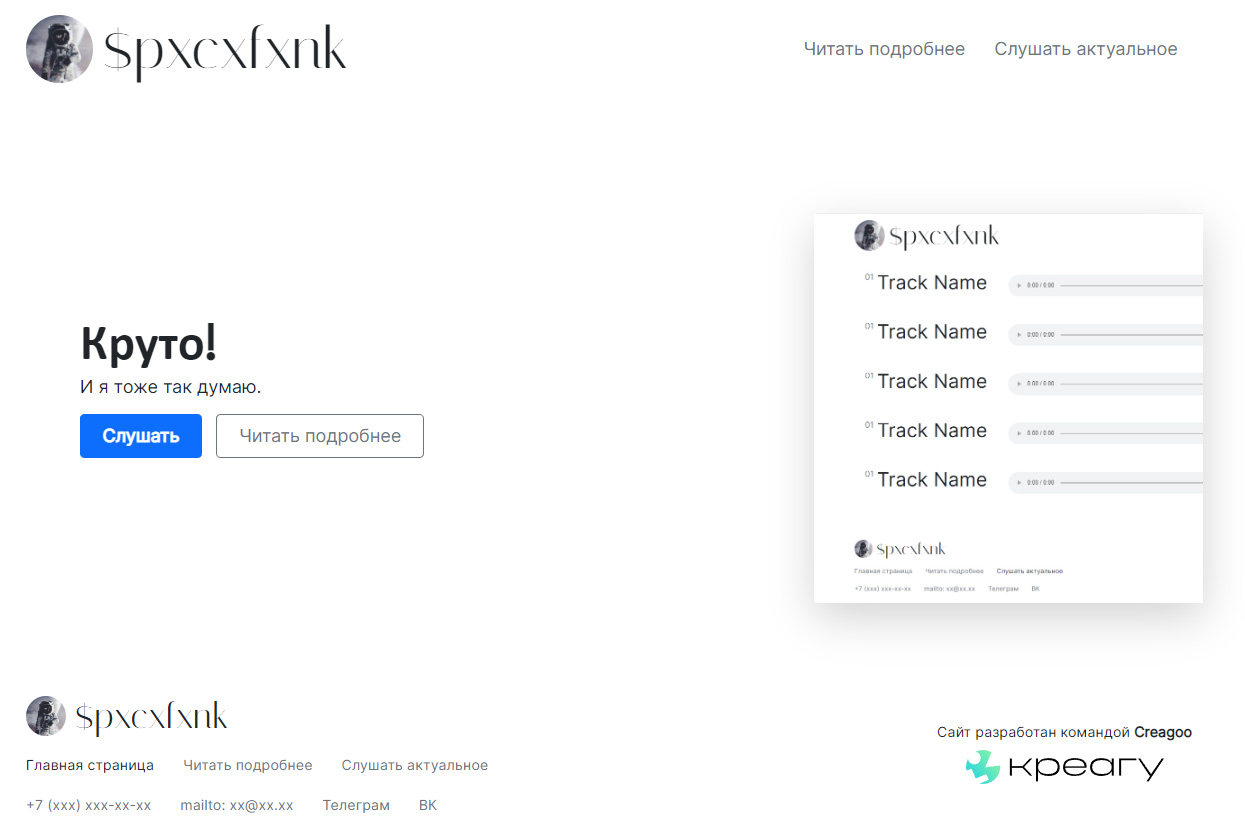 $pxcxfxnk
Читать подробнее Слушать актуальное
$pxcxfxnk
01 Track Name 0:00 / 0:00
01 Track Name 0:00 / 0:00
01 Track Name 0:00 / 0:00
01 Track Name 0:00 / 0:00
01 Track Name 0:00 / 0:00
$pxcxfxnk
Главная страница Читать подробнее Слушать актуальное
+7 (xxx) xxx-xx-xx mailto: xx@xx.xx Телеграм ВК
Круто!
И я тоже так думаю.
Слушать Читать подробнее
$pxcxfxnk
Главная страница Читать подробнее Слушать актуальное
+7 (xxx) xxx-xx-xx mailto: xx@xx.xx Телеграм ВК
Сайт разработан командой Creagoo
креагу